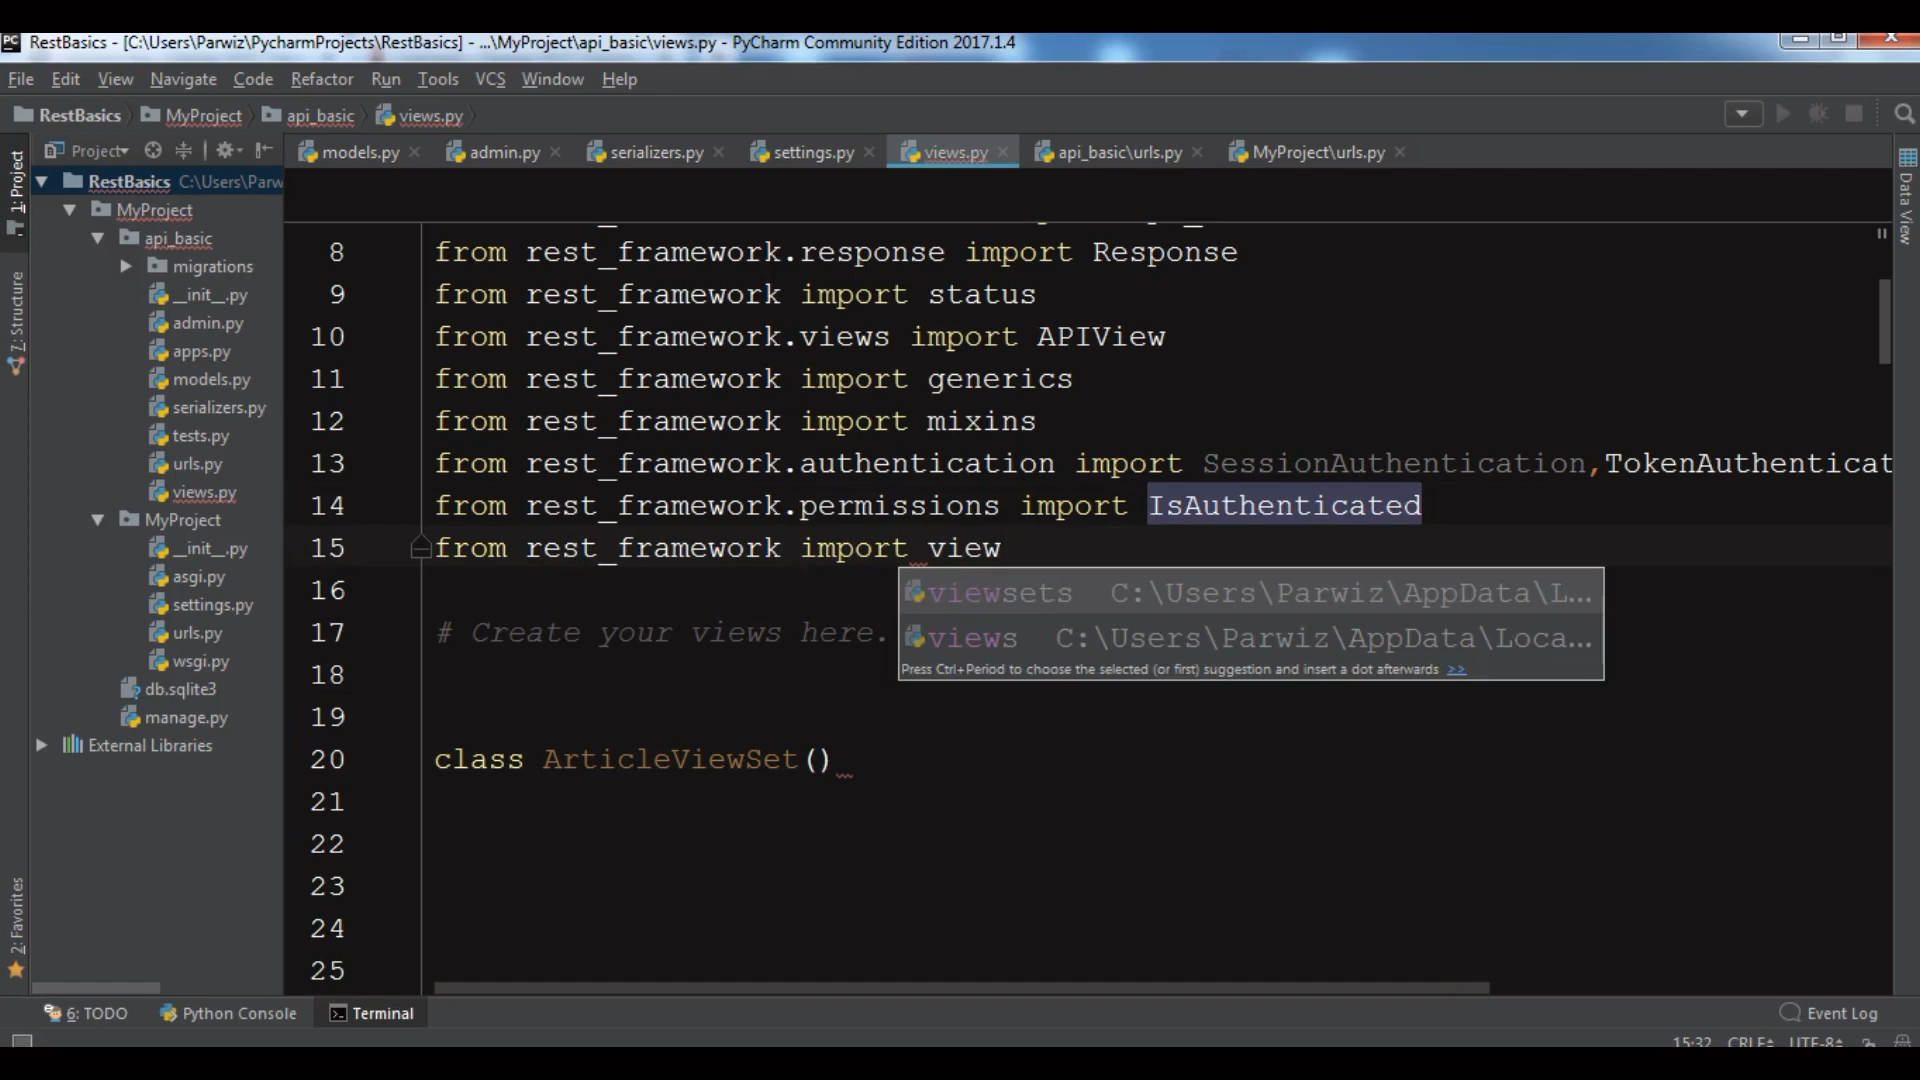 RestBasics - [C:\Users\Parwiz\PycharmProjects\RestBasics] - ...\MyProject\api_basic\views.py - PyCharm Community Edition 2017.1.4
File Edit View Navigate Code Refactor Run Tools VCS Window Help
RestBasics MyProject api_basic views.py
Project models.py admin.py serializers.py settings.py views.py api_basic\urls.py MyProject\urls.py
1: Project
7: Structure
2: Favorites
Data View
RestBasics C:\Users\Parw
MyProject
api_basic
migrations
__init__.py
admin.py
apps.py
models.py
serializers.py
tests.py
urls.py
views.py
MyProject
__init__.py
asgi.py
settings.py
urls.py
wsgi.py
db.sqlite3
manage.py
External Libraries
8 from rest_framework.response import Response
9 from rest_framework import status
10 from rest_framework.views import APIView
11 from rest_framework import generics
12 from rest_framework import mixins
13 from rest_framework.authentication import SessionAuthentication,TokenAuthenticat
14 from rest_framework.permissions import IsAuthenticated
15 from rest_framework import view
16
viewsets C:\Users\Parwiz\AppData\L...
17 # Create your views here.
views C:\Users\Parwiz\AppData\Loca...
Press Ctrl+Period to choose the selected (or first) suggestion and insert a dot afterwards >>
18
19
20 class ArticleViewSet()
21
22
23
24
25
6: TODO Python Console Terminal Event Log
15:32 CRLF UTF-8